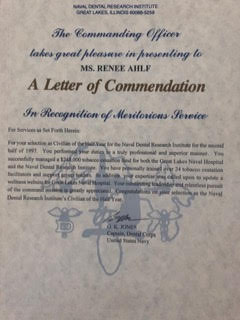 NAVAL DENTAL RESEARCH INSTITUTE
GREAT LAKES, ILLINOIS 60088-5259
The Commanding Officer
takes great pleasure in presenting to
MS. RENEE AHLF
A Letter of Commendation
In Recognition of Meritorious Service
For Services as Set Forth Herein:
For your selection as Civilian of the Half Year for the Naval Dental Research Institute for the second
half of 1995. You performed your duties in a truly professional and superior manner. You
successfully managed a $248,000 tobacco cessation fund for both the Great Lakes Naval Hospital
and the Naval Dental Research Institute. You have personally trained over 24 tobacco cessation
facilitators and support group leaders. In addition, your expertise was called upon to update a
wellness website for Great Lakes Naval Hospital. Your outstanding leadership and relentless pursuit
of the command mission is greatly appreciated. Congratulations on your selection as the Naval
Dental Research Institute's Civilian of the Half Year.
JONES
Captain, Dental Corps
United States Navy